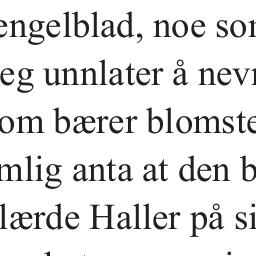 engelblad, noe som
eg unnlater å nevn
om bærer blomste
mlig anta at den b
lærde Haller på si